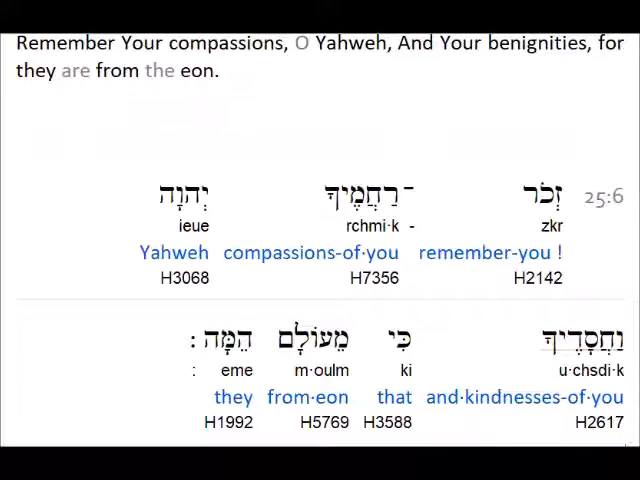 Remember Your compassions, O Yahweh, And Your benignities, for
they are from the eon.
25:6 זְכֹר ־ רַחֲמֶיךָ יְהוָה
zkr - rchmi·k ieue
remember-you ! compassions-of·you Yahweh
H2142 H7356 H3068
וַחֲסָדֶיךָ כִּי מֵעוֹלָם הֵמָּה :
u·chsdi·k ki m·oulm eme :
and·kindnesses-of·you that from·eon they
H2617 H3588 H5769 H1992